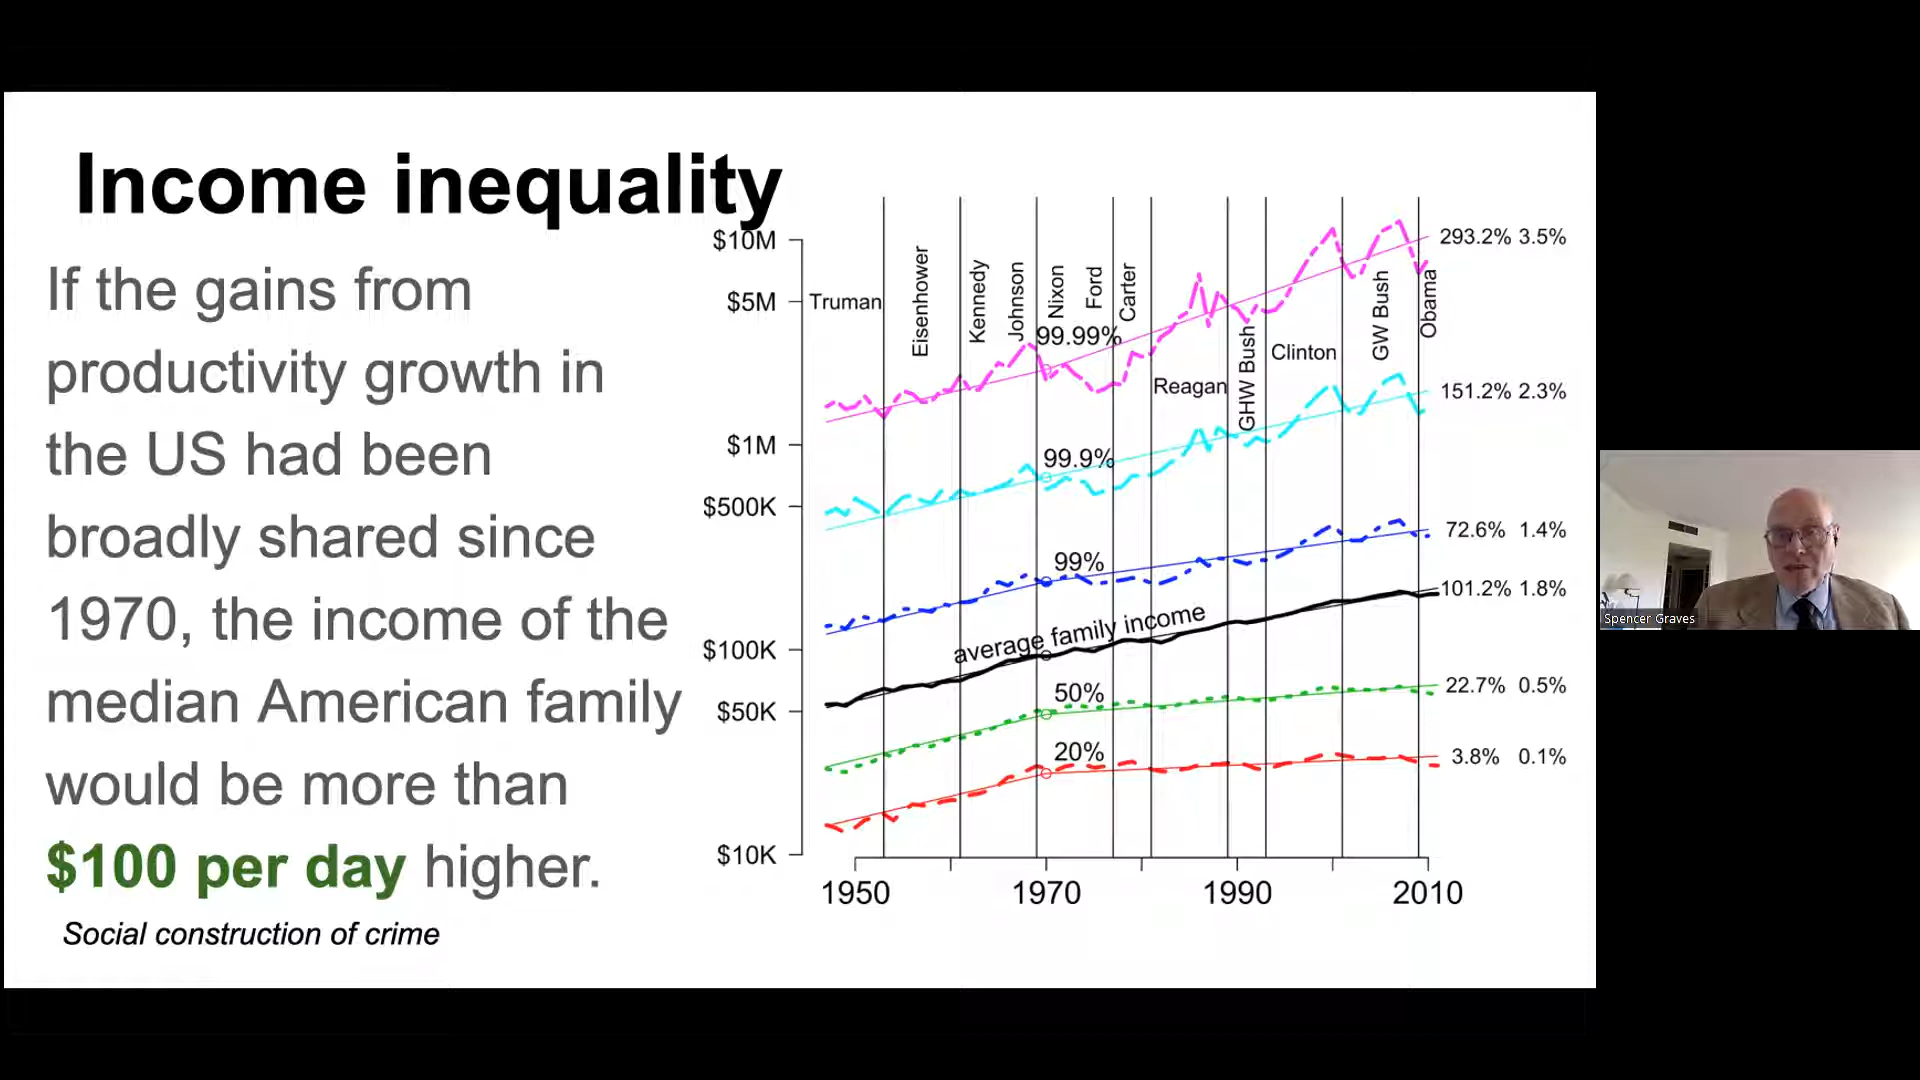 Income inequality
If the gains from
productivity growth in
the US had been
broadly shared since
1970, the income of the
median American family
would be more than
$100 per day higher.
Social construction of crime
$10M
$5M
$1M
$500K
$100K
$50K
$10K
Truman
Eisenhower
Kennedy
Johnson
Nixon
Ford
Carter
Reagan
GHW Bush
Clinton
GW Bush
Obama
99.99%
99.9%
99%
average family income
50%
20%
293.2% 3.5%
151.2% 2.3%
72.6% 1.4%
101.2% 1.8%
22.7% 0.5%
3.8% 0.1%
1950 1970 1990 2010
Spencer Graves